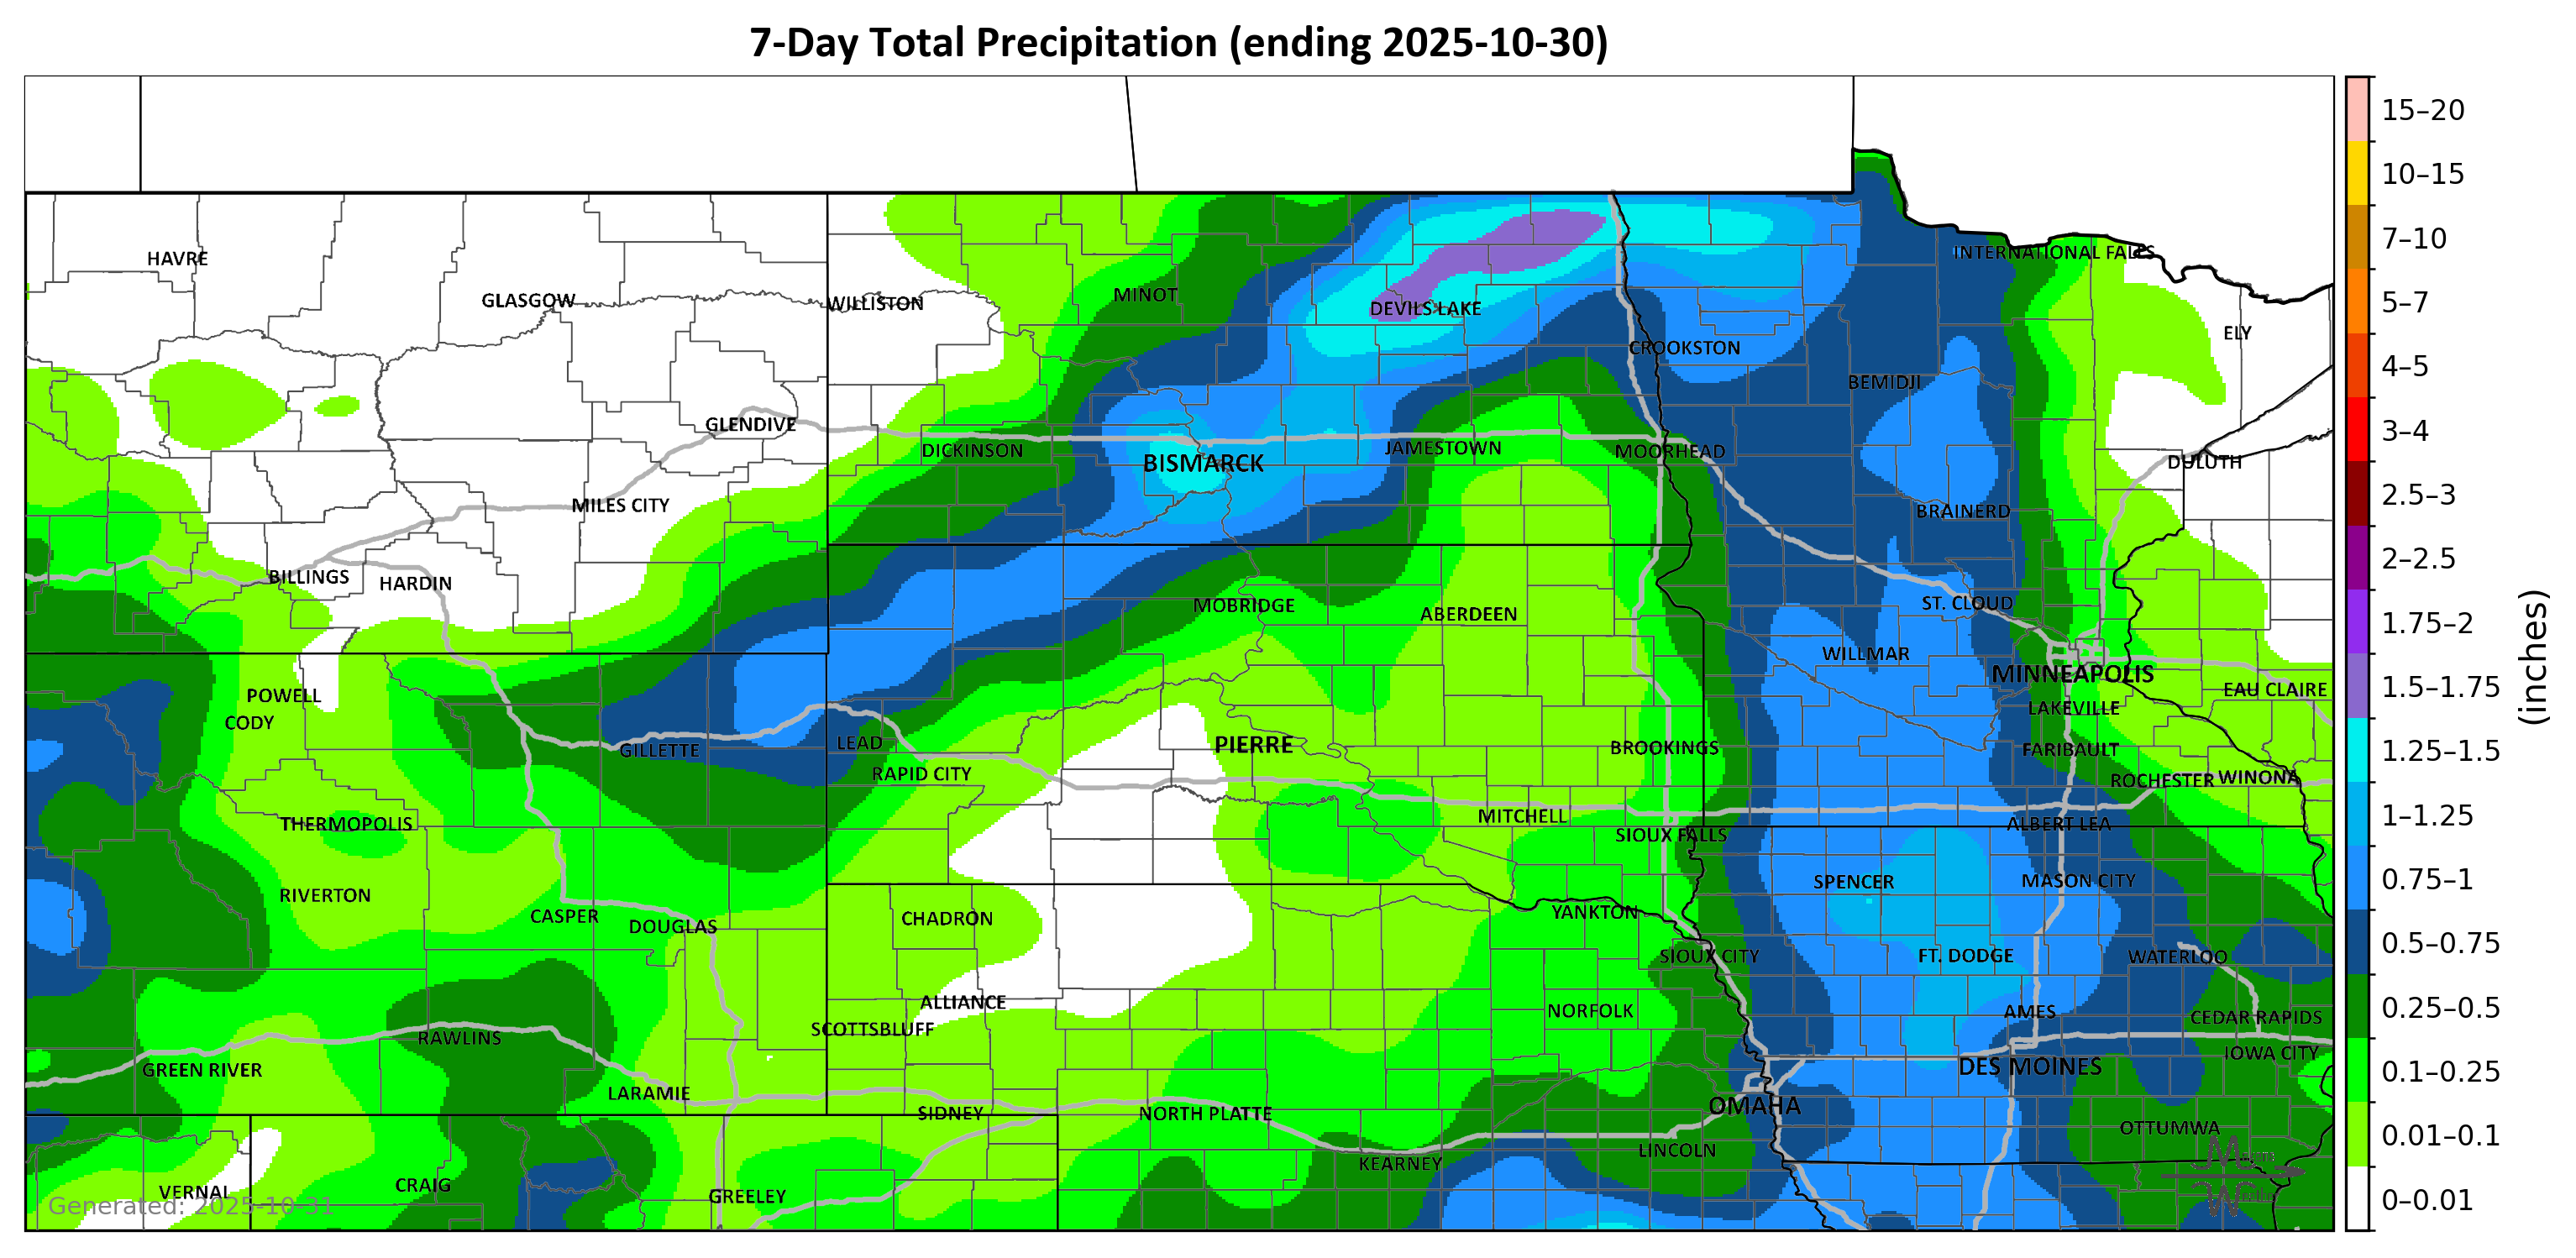 7-Day Total Precipitation (ending 2025-10-30)
15–20
10–15
7–10
5–7
4–5
3–4
2.5–3
2–2.5
1.75–2
1.5–1.75
1.25–1.5
1–1.25
0.75–1
0.5–0.75
0.25–0.5
0.1–0.25
0.01–0.1
0–0.01
(inches)
HAVRE
INTERNATIONAL FALLS
GLASGOW
WILLISTON
MINOT
DEVILS LAKE
ELY
CROOKSTON
BEMIDJI
GLENDIVE
DICKINSON
BISMARCK
JAMESTOWN
MOORHEAD
DULUTH
MILES CITY
BRAINERD
BILLINGS
HARDIN
MOBRIDGE
ABERDEEN
ST. CLOUD
WILLMAR
MINNEAPOLIS
POWELL
EAU CLAIRE
CODY
LAKEVILLE
GILLETTE
LEAD
PIERRE
BROOKINGS
FARIBAULT
RAPID CITY
ROCHESTER
WINONA
THERMOPOLIS
MITCHELL
SIOUX FALLS
ALBERT LEA
RIVERTON
SPENCER
MASON CITY
CASPER
DOUGLAS
CHADRON
YANKTON
SIOUX CITY
FT. DODGE
WATERLOO
ALLIANCE
NORFOLK
AMES
SCOTTSBLUFF
CEDAR RAPIDS
RAWLINS
IOWA CITY
GREEN RIVER
DES MOINES
LARAMIE
SIDNEY
NORTH PLATTE
OMAHA
OTTUMWA
LINCOLN
KEARNEY
VERNAL
CRAIG
GREELEY
Generated: 2025-10-31